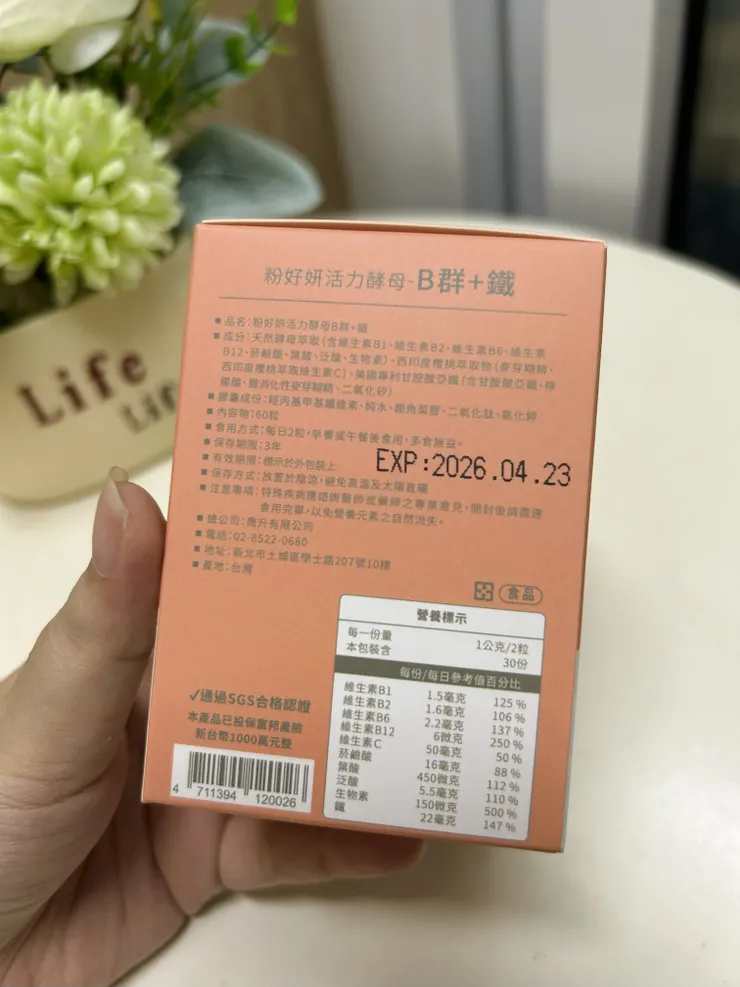 Life
Lif
粉好妍活力酵母-B群+鐵
▪品名:粉好妍活力酵母B群+鐵
▪成分:天然酵母萃取(含維生素B1、維生素B2、維生素B6、維生素
B12、菸鹼酸、葉酸、泛酸、生物素)、西印度櫻桃萃取物(麥芽糊精、
西印度櫻桃萃取維生素C)、美國專利甘胺酸亞鐵(含甘胺酸亞鐵、檸
檬酸、難消化性麥芽糊精、二氧化矽)
▪膠囊成份:羥丙基甲基纖維素、純水、鹿角菜膠、二氧化鈦、氯化鉀
▪內容物:60粒
▪食用方式:每日2粒,早餐或午餐後食用,多食無益。
▪保存期限:3年
▪有效期限:標示於外包裝上
EXP:2026.04.23
▪保存方式:放置於陰涼,避免高溫及太陽直曬
▪注意事項:特殊疾病應諮詢醫師或藥師之專業意見,開封後請盡速
食用完畢,以免營養元素之自然流失。
▪總公司:喬升有限公司
▪電話:02-8522-0680
▪地址:新北市土城區學士路207號10樓
▪產地:台灣
食品
營養標示
每一份量 1公克/2粒
本包裝含 30份
每份/每日參考值百分比
維生素B1 1.5毫克 125 %
維生素B2 1.6毫克 106 %
維生素B6 2.2毫克 137 %
維生素B12 6微克 250 %
維生素C 50毫克 50 %
菸鹼酸 16毫克 88 %
葉酸 450微克 112 %
泛酸 5.5毫克 110 %
生物素 150微克 500 %
鐵 22毫克 147 %
✓通過SGS合格認證
本產品已投保富邦產險
新台幣1000萬元整
4 711394 120026